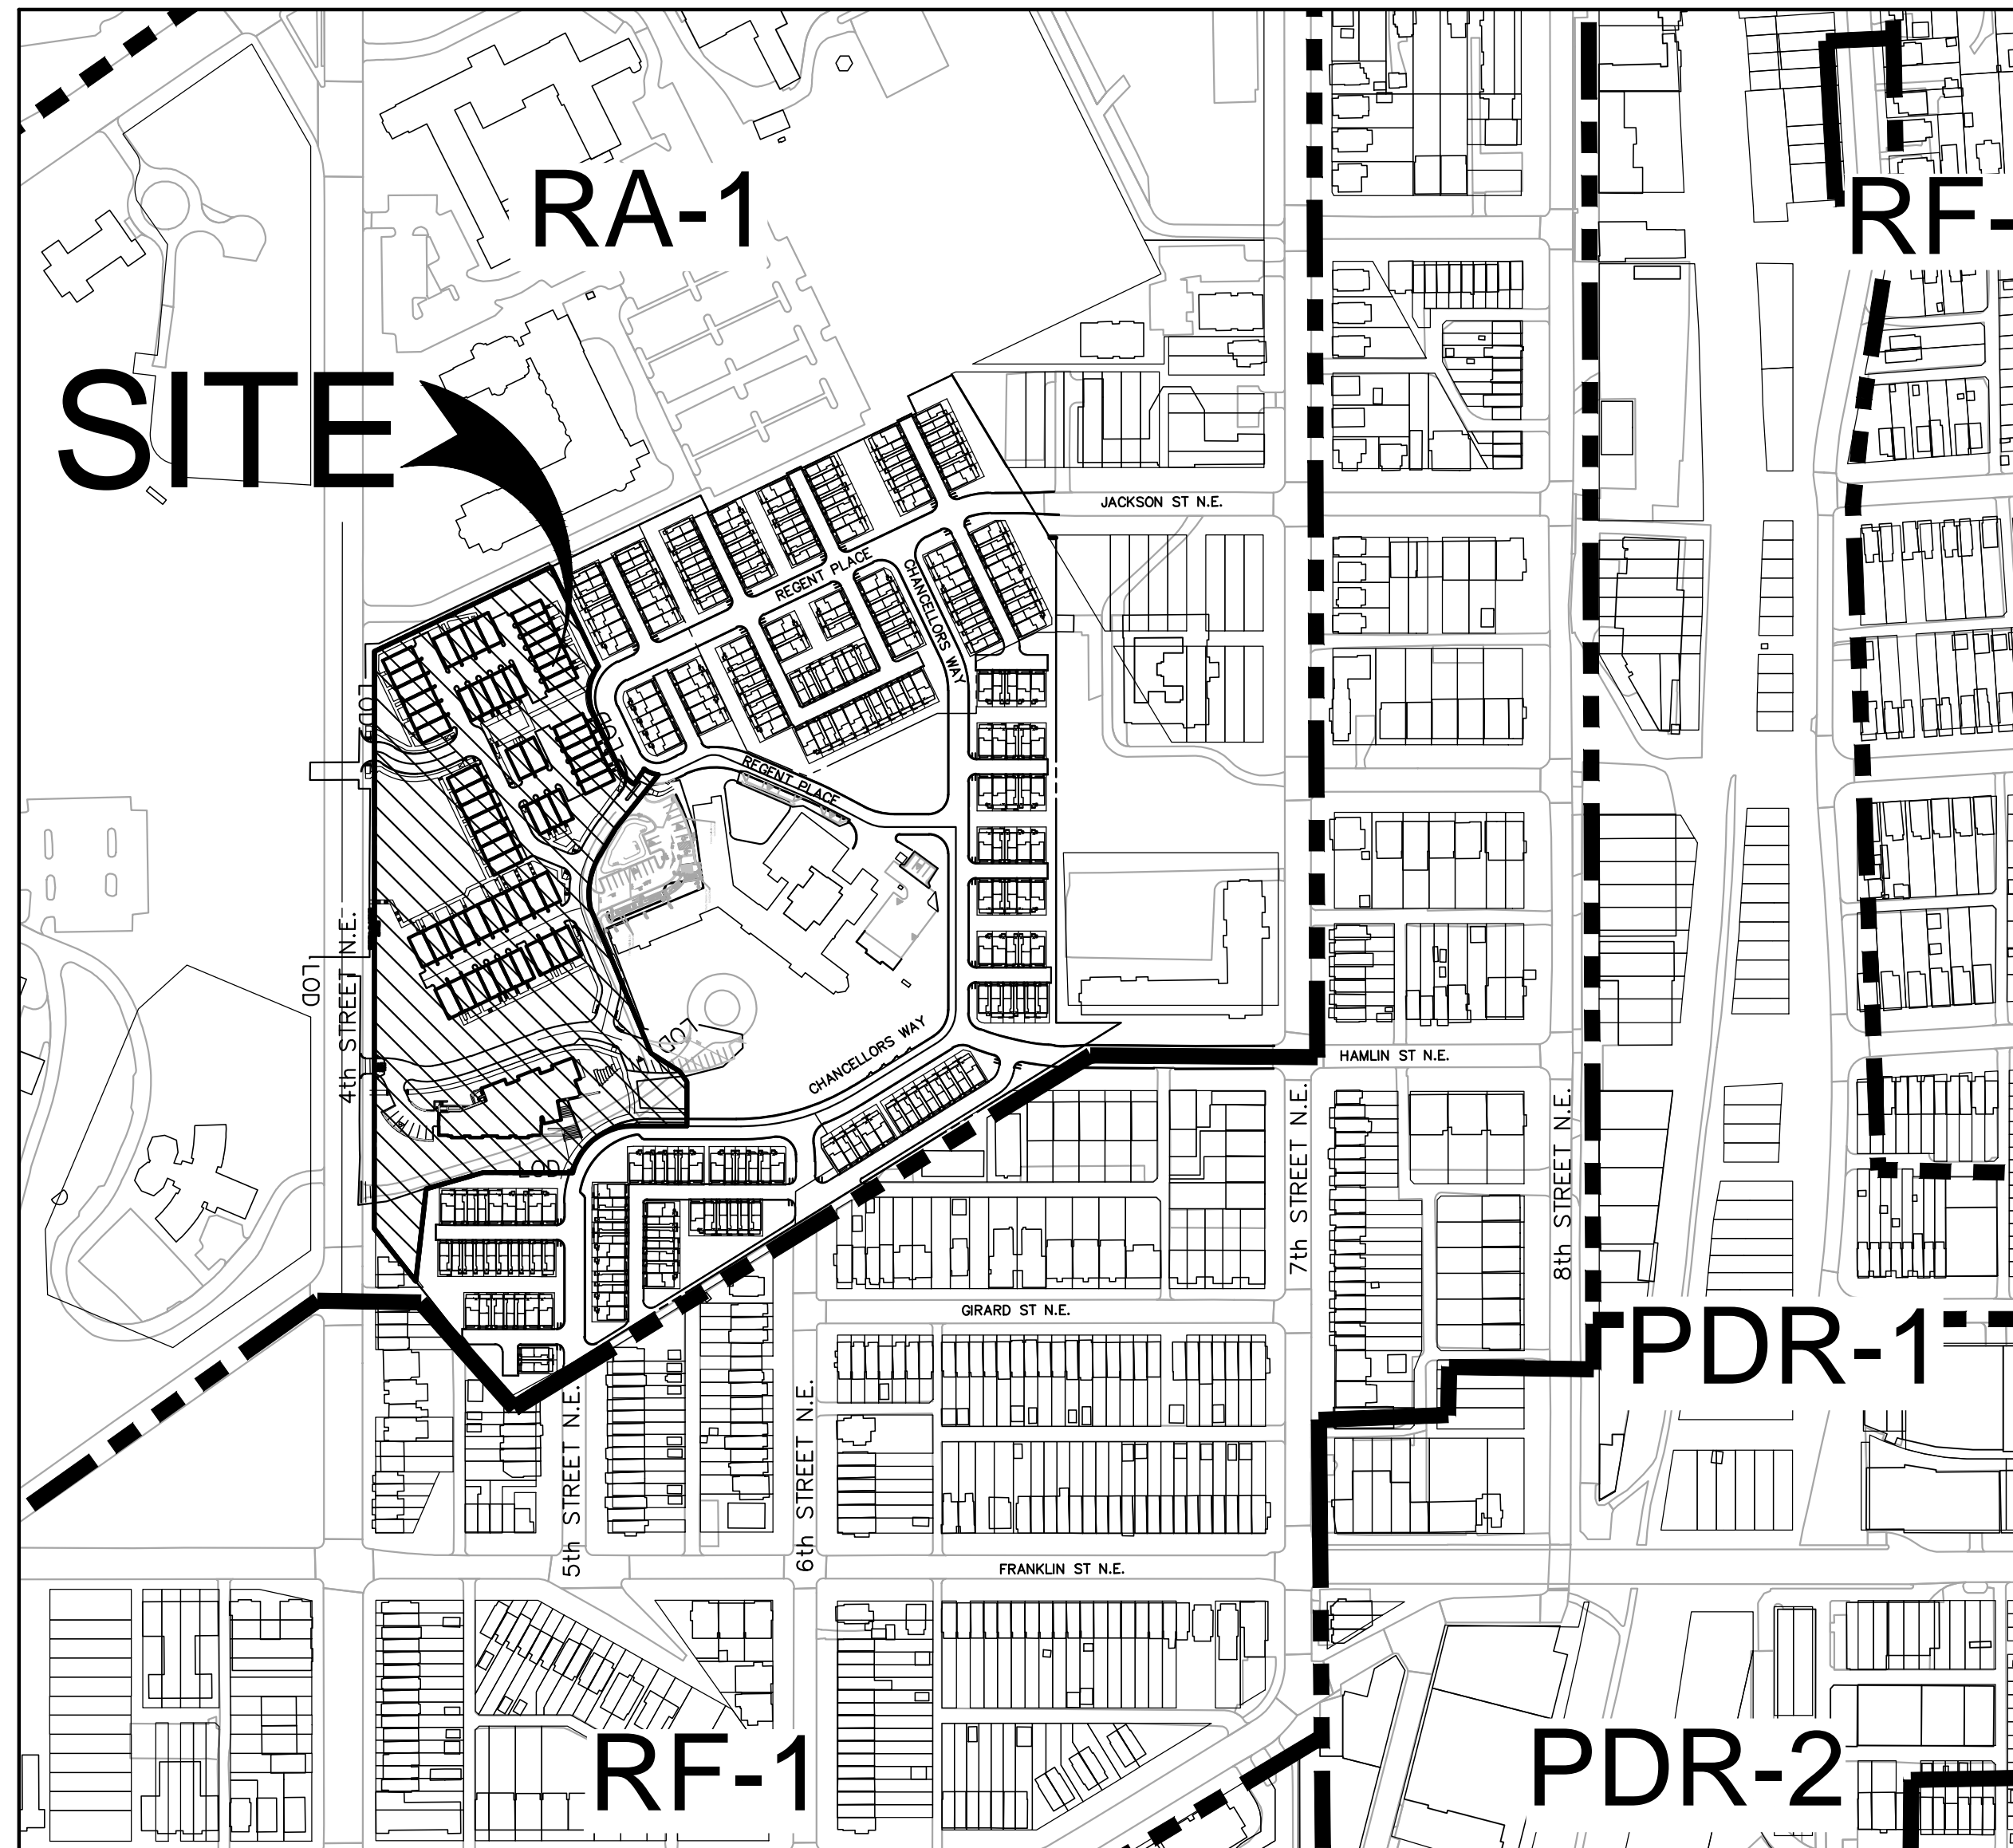 RA-1
RF-
SITE
JACKSON ST N.E.
REGENT PLACE
CHANCELLORS WAY
LOD
LOD
REGENT PLACE
4th STREET N.E.
LOD
LOD
CHANCELLORS WAY
HAMLIN ST N.E.
7th STREET N.E.
8th STREET N.E.
LOD
GIRARD ST N.E.
PDR-1
5th STREET N.E.
6th STREET N.E.
FRANKLIN ST N.E.
RF-1
PDR-2